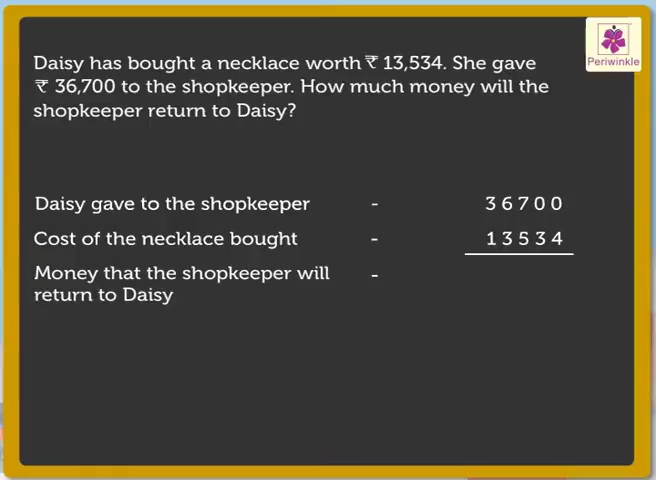 Periwinkle
Daisy has bought a necklace worth ₹ 13,534. She gave
₹ 36,700 to the shopkeeper. How much money will the
shopkeeper return to Daisy?
Daisy gave to the shopkeeper - 3 6 7 0 0
Cost of the necklace bought - 1 3 5 3 4
Money that the shopkeeper will -
return to Daisy